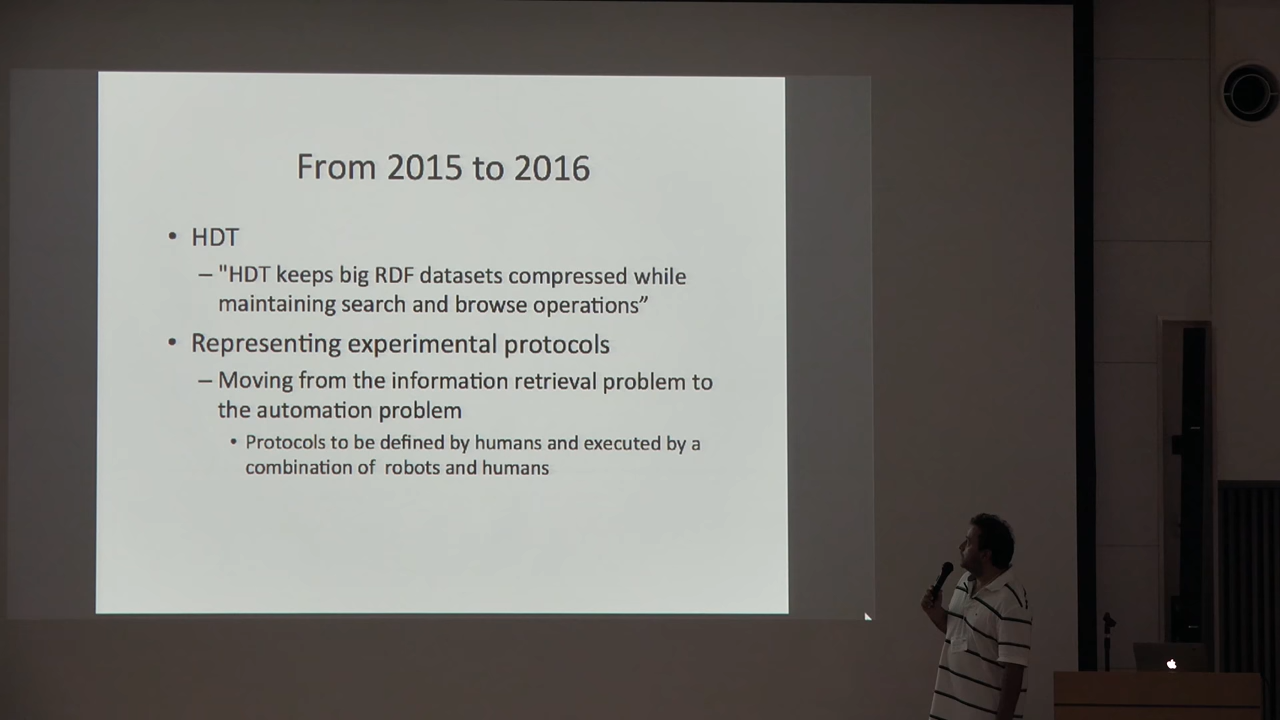 From 2015 to 2016
• HDT
– "HDT keeps big RDF datasets compressed while
maintaining search and browse operations”
• Representing experimental protocols
– Moving from the information retrieval problem to
the automation problem
• Protocols to be defined by humans and executed by a
combination of robots and humans